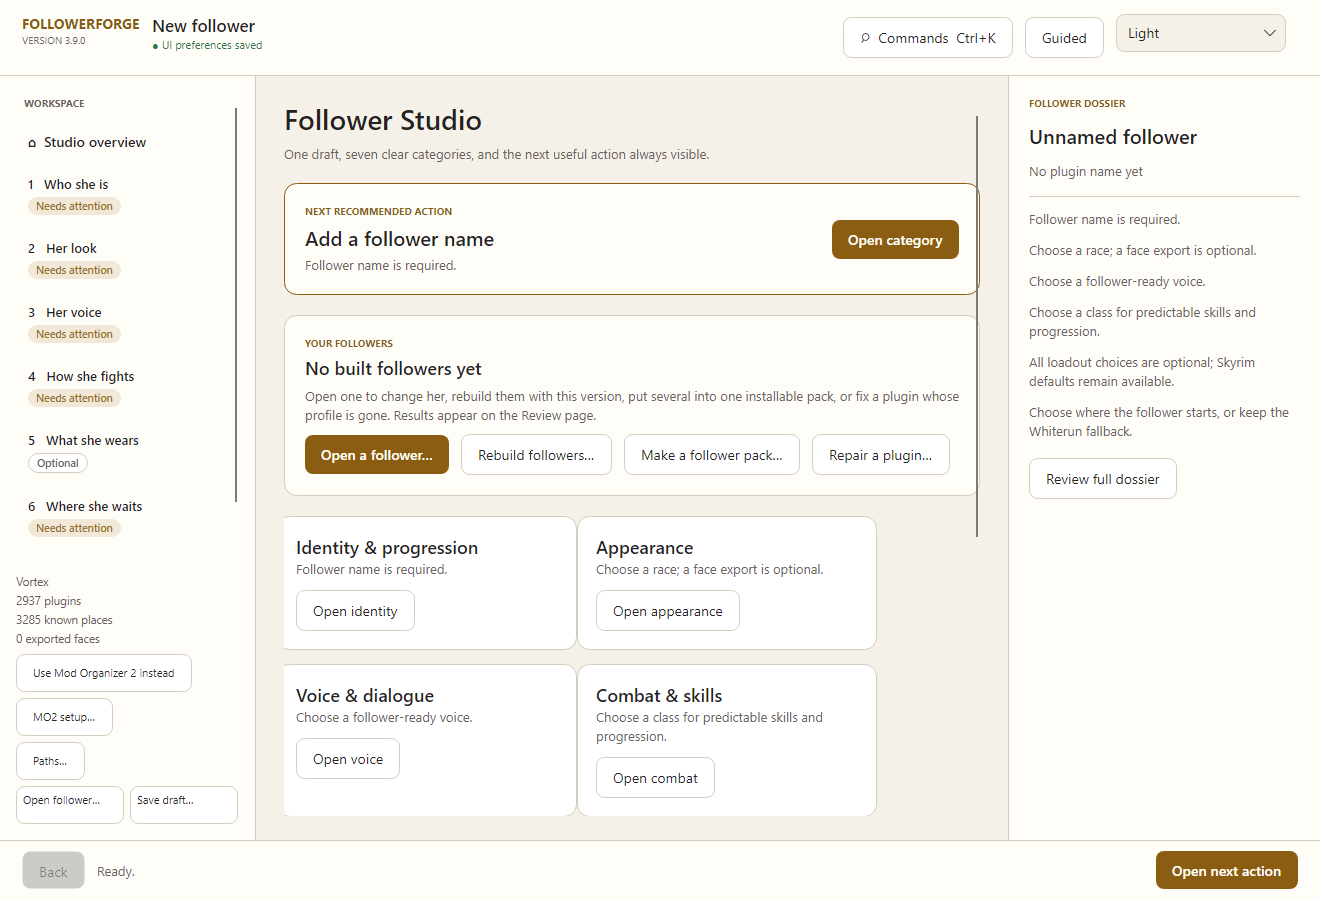 FOLLOWERFORGE
VERSION 3.9.0
New follower
● UI preferences saved
Commands Ctrl+K
Guided
Light
WORKSPACE
Studio overview
1 Who she is
Needs attention
2 Her look
Needs attention
3 Her voice
Needs attention
4 How she fights
Needs attention
5 What she wears
Optional
6 Where she waits
Needs attention
Vortex
2937 plugins
3285 known places
0 exported faces
Use Mod Organizer 2 instead
MO2 setup...
Paths...
Open follower...
Save draft...
Follower Studio
One draft, seven clear categories, and the next useful action always visible.
NEXT RECOMMENDED ACTION
Add a follower name
Follower name is required.
Open category
YOUR FOLLOWERS
No built followers yet
Open one to change her, rebuild them with this version, put several into one installable pack, or fix a plugin whose
profile is gone. Results appear on the Review page.
Open a follower...
Rebuild followers...
Make a follower pack...
Repair a plugin...
Identity & progression
Follower name is required.
Open identity
Appearance
Choose a race; a face export is optional.
Open appearance
Voice & dialogue
Choose a follower-ready voice.
Open voice
Combat & skills
Choose a class for predictable skills and
progression.
Open combat
FOLLOWER DOSSIER
Unnamed follower
No plugin name yet
Follower name is required.
Choose a race; a face export is optional.
Choose a follower-ready voice.
Choose a class for predictable skills and
progression.
All loadout choices are optional; Skyrim
defaults remain available.
Choose where the follower starts, or keep the
Whiterun fallback.
Review full dossier
Back
Ready.
Open next action